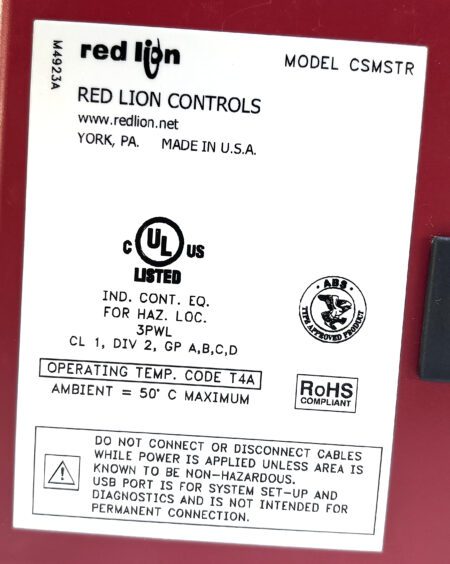 M4923A
red lion
MODEL CSMSTR
RED LION CONTROLS
www.redlion.net
YORK, PA. MADE IN U.S.A.
C UL US
LISTED
IND. CONT. EQ.
FOR HAZ. LOC.
3PWL
CL 1, DIV 2, GP A,B,C,D
OPERATING TEMP. CODE T4A
AMBIENT = 50° C MAXIMUM
ABS
TYPE APPROVED PRODUCT
RoHS
COMPLIANT
DO NOT CONNECT OR DISCONNECT CABLES
WHILE POWER IS APPLIED UNLESS AREA IS
KNOWN TO BE NON-HAZARDOUS.
USB PORT IS FOR SYSTEM SET-UP AND
DIAGNOSTICS AND IS NOT INTENDED FOR
PERMANENT CONNECTION.